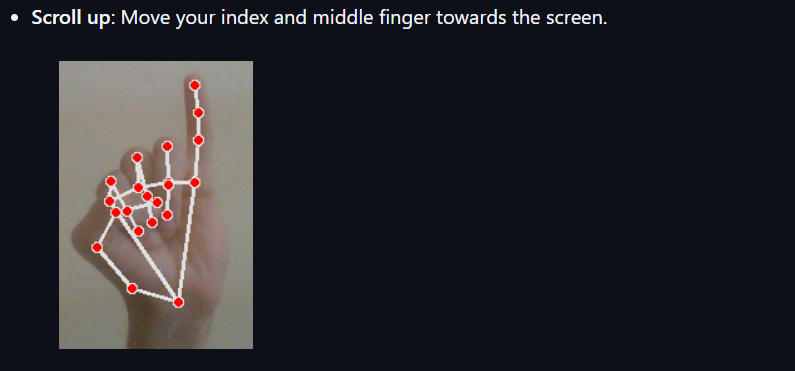 • Scroll up: Move your index and middle finger towards the screen.